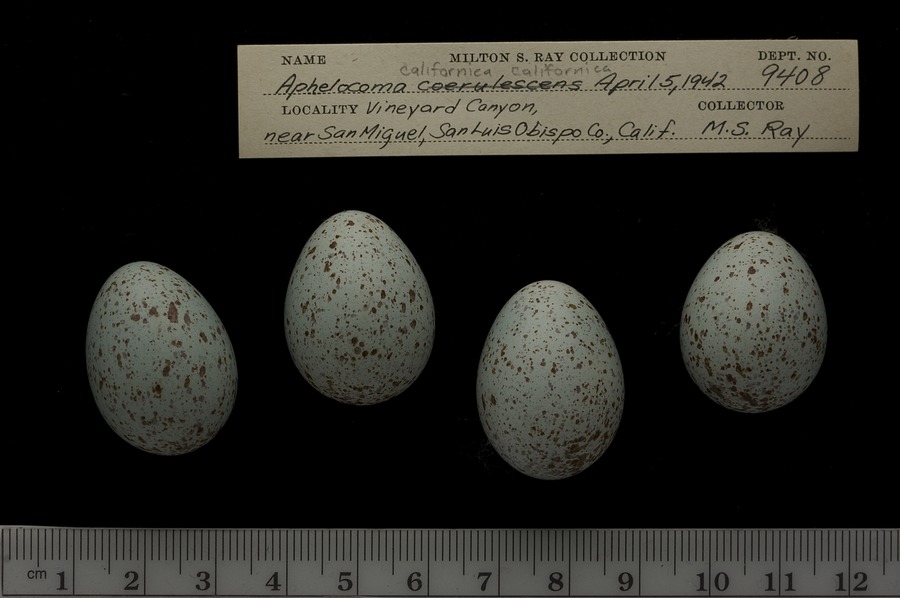 NAME MILTON S. RAY COLLECTION DEPT. NO.
californica californica
Aphelocoma coerulescens April 5, 1942 9408
LOCALITY Vineyard Canyon, COLLECTOR
near San Miguel, San Luis Obispo Co., Calif. M.S. Ray
cm 1 2 3 4 5 6 7 8 9 10 11 12